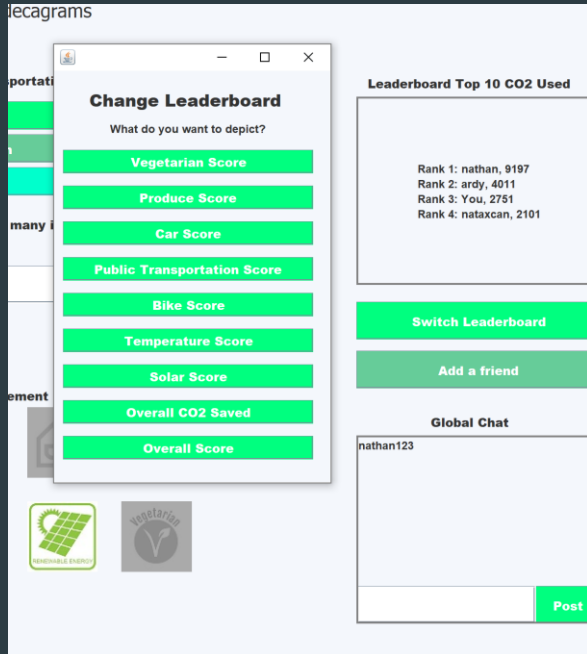 decagrams
Change Leaderboard
What do you want to depict?
Vegetarian Score
Produce Score
Car Score
Public Transportation Score
Bike Score
Temperature Score
Solar Score
Overall CO2 Saved
Overall Score
sportati
n
many i
ement
RENEWABLE ENERGY
Vegetarian
V
Leaderboard Top 10 CO2 Used
Rank 1: nathan, 9197
Rank 2: ardy, 4011
Rank 3: You, 2751
Rank 4: nataxcan, 2101
Switch Leaderboard
Add a friend
Global Chat
nathan123
Post